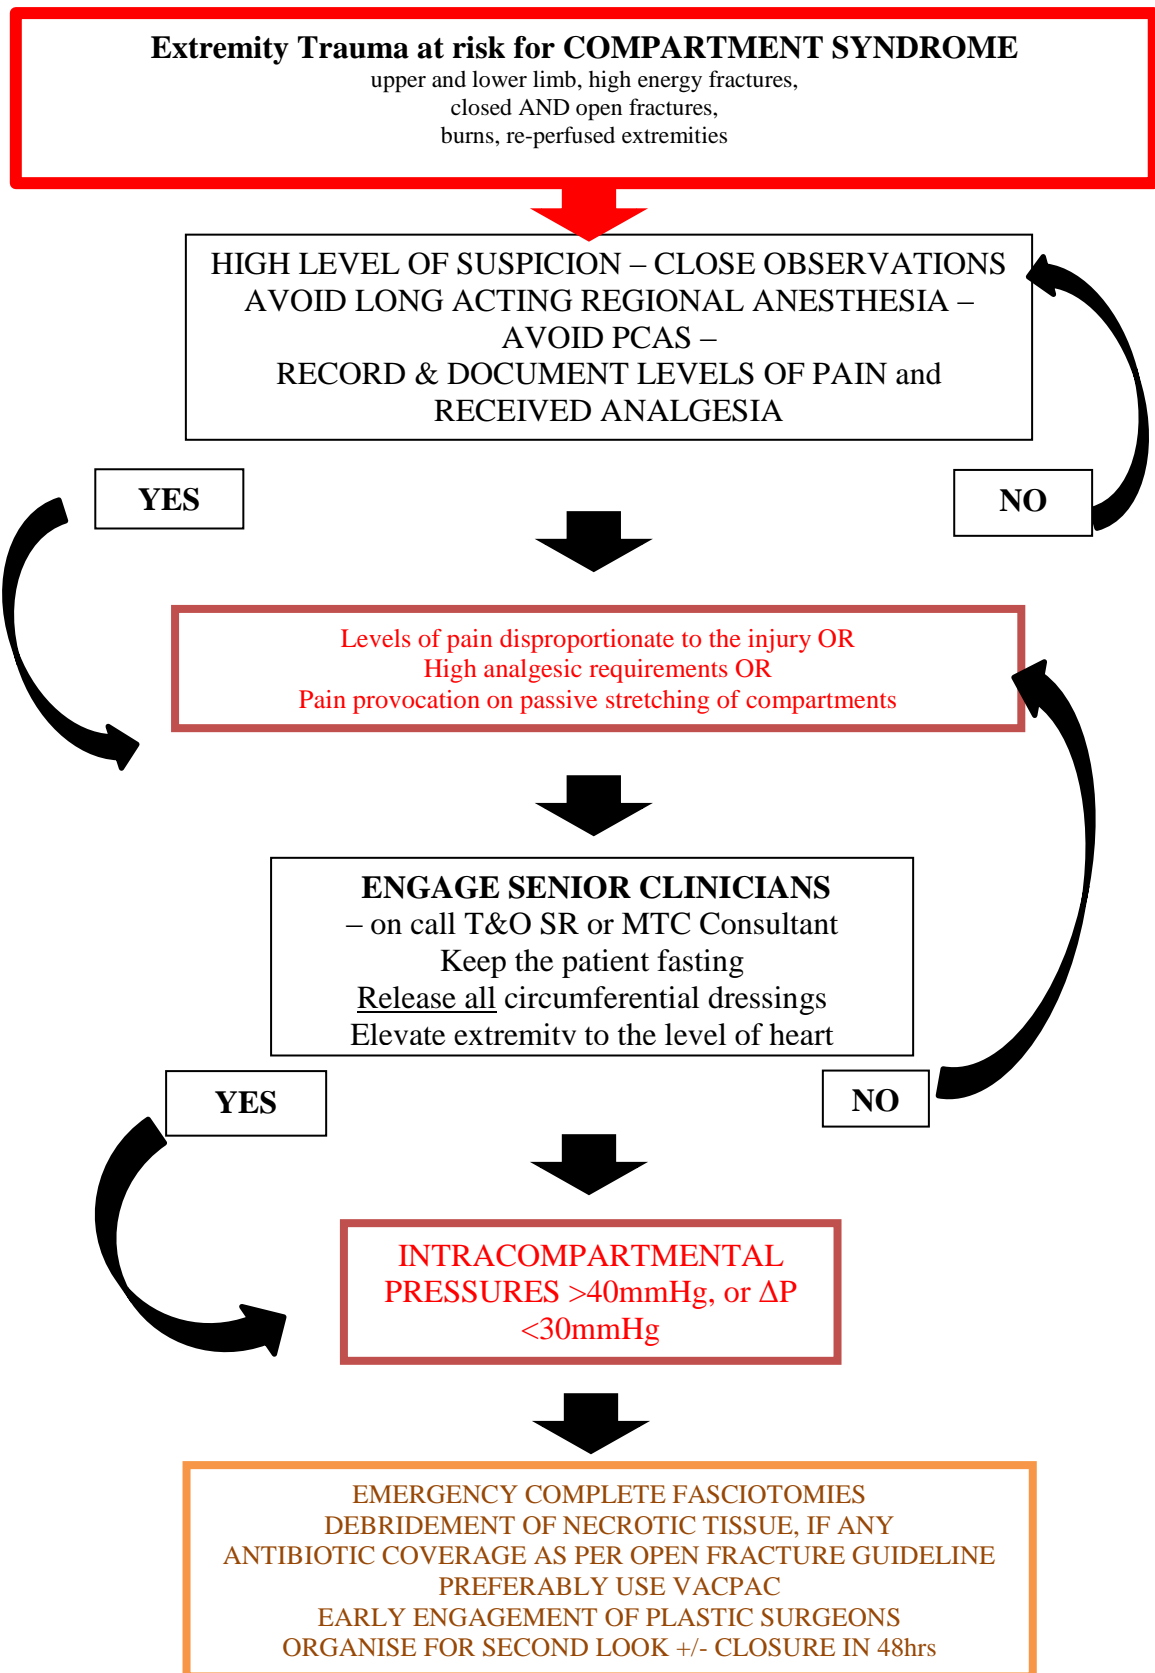 Extremity Trauma at risk for COMPARTMENT SYNDROME
upper and lower limb, high energy fractures,
closed AND open fractures,
burns, re-perfused extremities
HIGH LEVEL OF SUSPICION – CLOSE OBSERVATIONS
AVOID LONG ACTING REGIONAL ANESTHESIA –
AVOID PCAS –
RECORD & DOCUMENT LEVELS OF PAIN and
RECEIVED ANALGESIA
YES
NO
Levels of pain disproportionate to the injury OR
High analgesic requirements OR
Pain provocation on passive stretching of compartments
ENGAGE SENIOR CLINICIANS
– on call T&O SR or MTC Consultant
Keep the patient fasting
Release all circumferential dressings
Elevate extremity to the level of heart
YES
NO
INTRACOMPARTMENTAL
PRESSURES >40mmHg, or ΔP
<30mmHg
EMERGENCY COMPLETE FASCIOTOMIES
DEBRIDEMENT OF NECROTIC TISSUE, IF ANY
ANTIBIOTIC COVERAGE AS PER OPEN FRACTURE GUIDELINE
PREFERABLY USE VACPAC
EARLY ENGAGEMENT OF PLASTIC SURGEONS
ORGANISE FOR SECOND LOOK +/- CLOSURE IN 48hrs